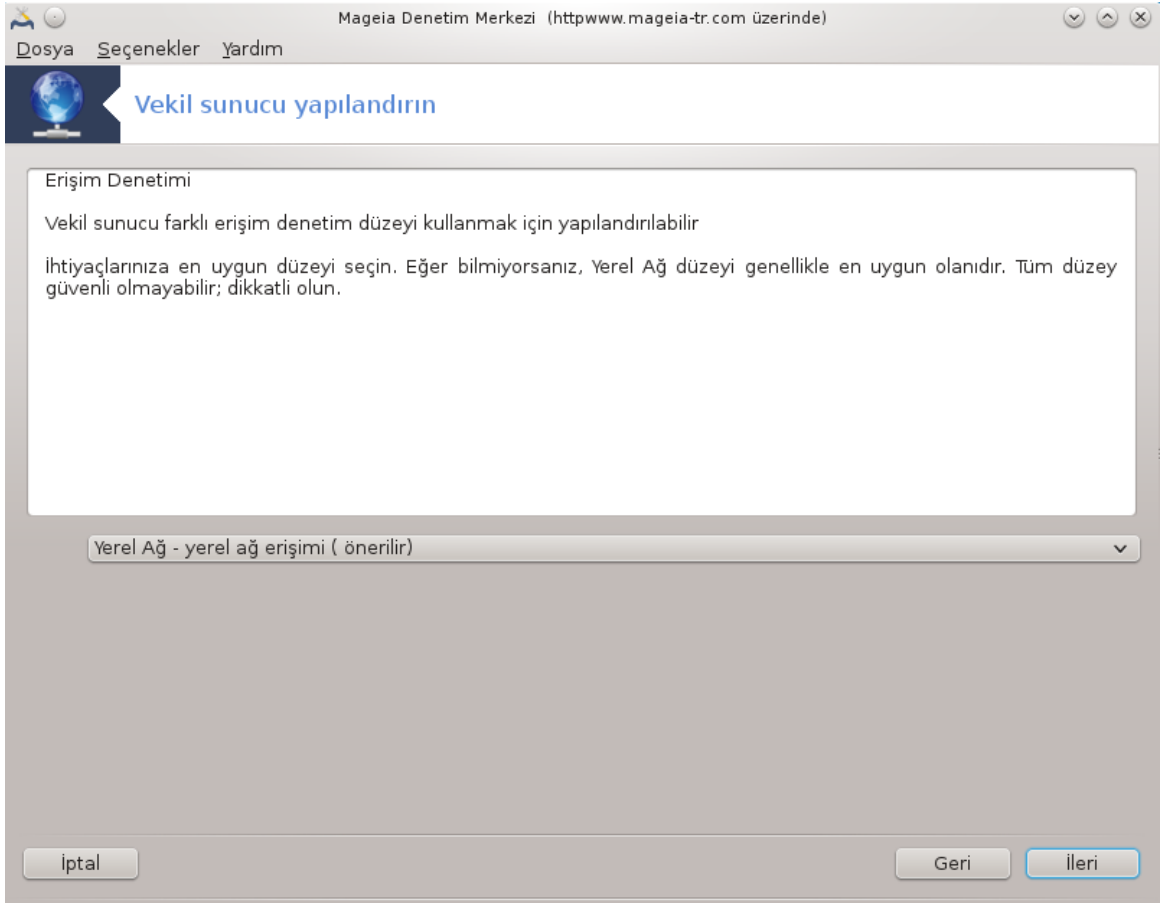 Mageia Denetim Merkezi (httpwww.mageia-tr.com üzerinde)
Dosya Seçenekler Yardım
Vekil sunucu yapılandırın
Erişim Denetimi
Vekil sunucu farklı erişim denetim düzeyi kullanmak için yapılandırılabilir
İhtiyaçlarınıza en uygun düzeyi seçin. Eğer bilmiyorsanız, Yerel Ağ düzeyi genellikle en uygun olanıdır. Tüm düzey
güvenli olmayabilir; dikkatli olun.
Yerel Ağ - yerel ağ erişimi ( önerilir)
İptal Geri İleri